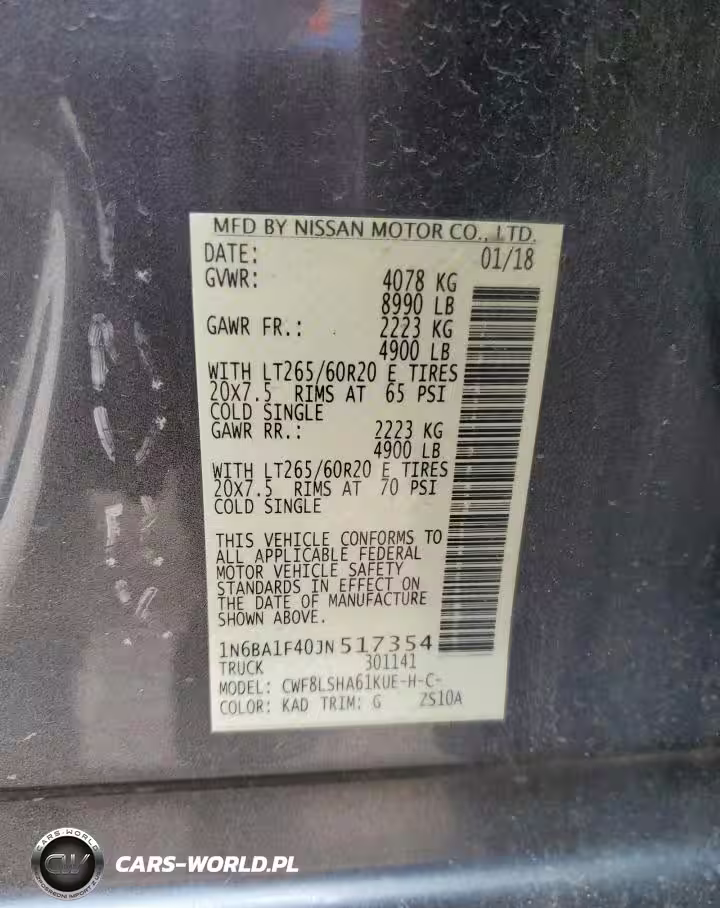 MFD BY NISSAN MOTOR CO., LTD.
DATE: 01/18
GVWR: 4078 KG
8990 LB
GAWR FR.: 2223 KG
4900 LB
WITH LT265/60R20 E TIRES
20X7.5 RIMS AT 65 PSI
COLD SINGLE
GAWR RR.: 2223 KG
4900 LB
WITH LT265/60R20 E TIRES
20X7.5 RIMS AT 70 PSI
COLD SINGLE
THIS VEHICLE CONFORMS TO
ALL APPLICABLE FEDERAL
MOTOR VEHICLE SAFETY
STANDARDS IN EFFECT ON
THE DATE OF MANUFACTURE
SHOWN ABOVE.
1N6BA1F40JN517354
TRUCK 301141
MODEL: CWF8LSHA61KUE-H-C-
COLOR: KAD TRIM: G ZS10A
CARS-WORLD
CW
CARS-WORLD.PL